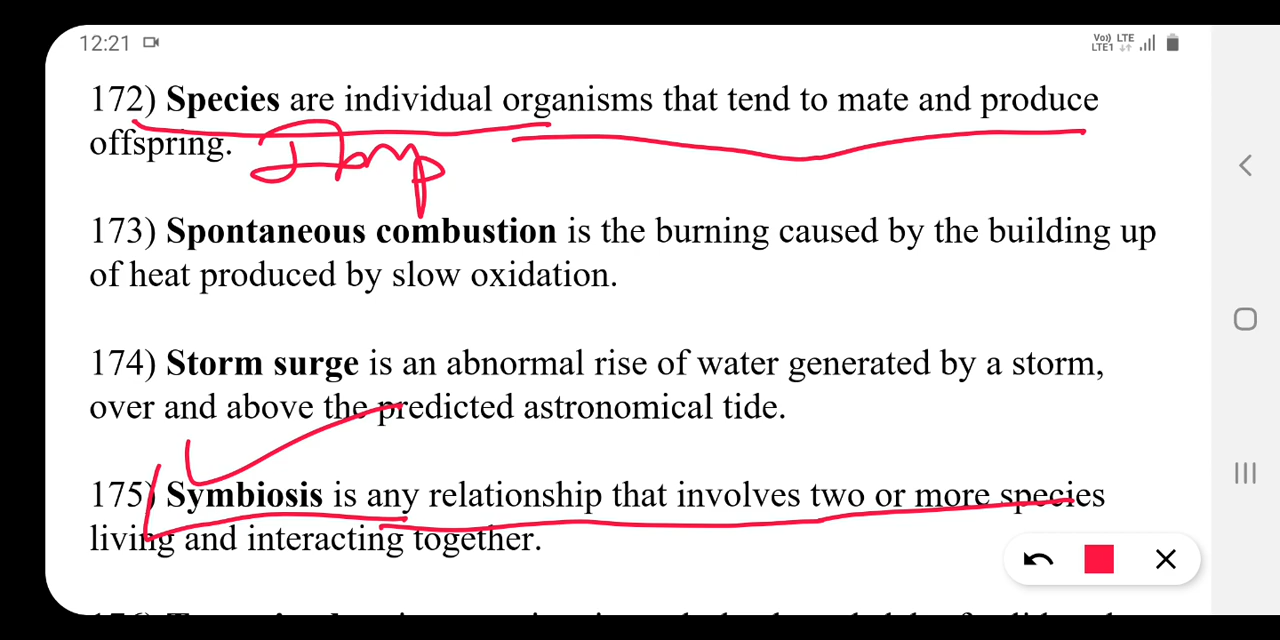 12:21
Vo)) LTE
LTE1
172) Species are individual organisms that tend to mate and produce
offspring. Imp
173) Spontaneous combustion is the burning caused by the building up
of heat produced by slow oxidation.
174) Storm surge is an abnormal rise of water generated by a storm,
over and above the predicted astronomical tide.
175) Symbiosis is any relationship that involves two or more species
living and interacting together.